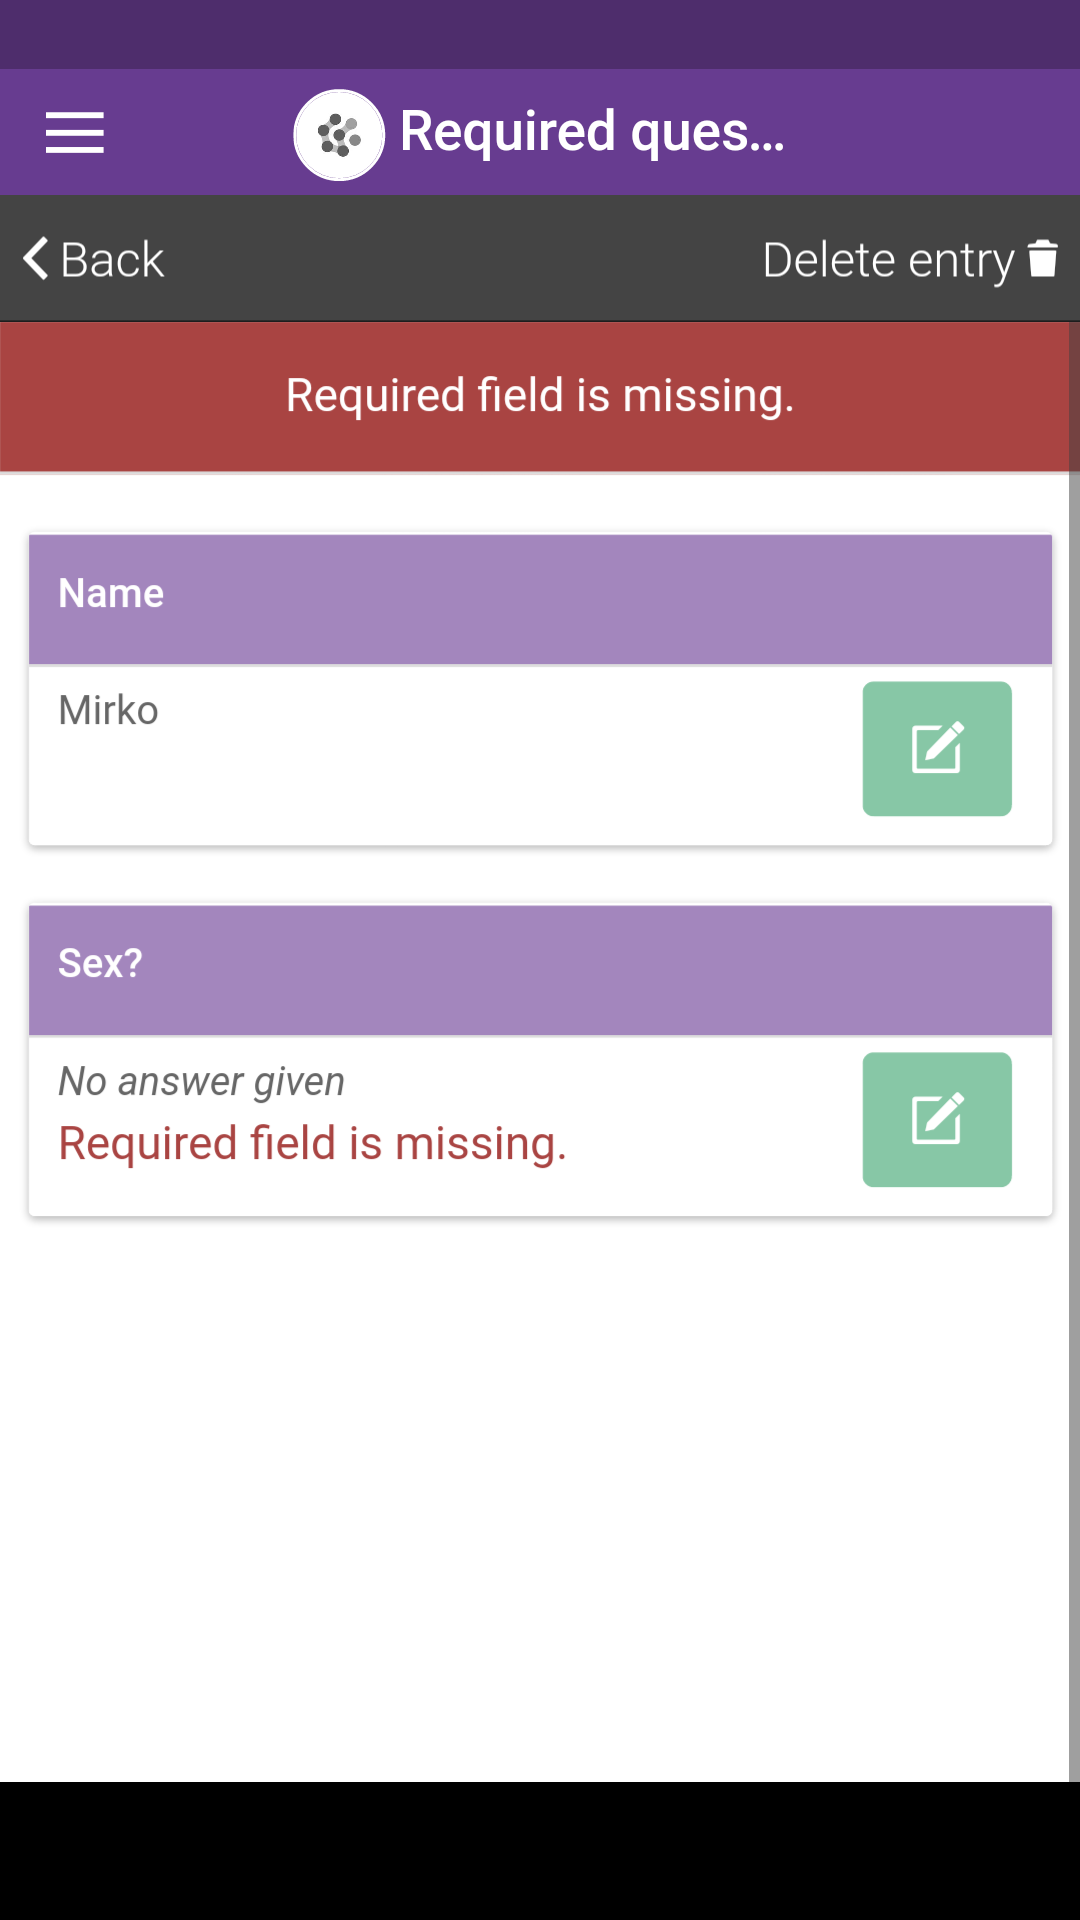 Required ques...
Back
Delete entry
Required field is missing.
Name
Mirko
Sex?
No answer given
Required field is missing.